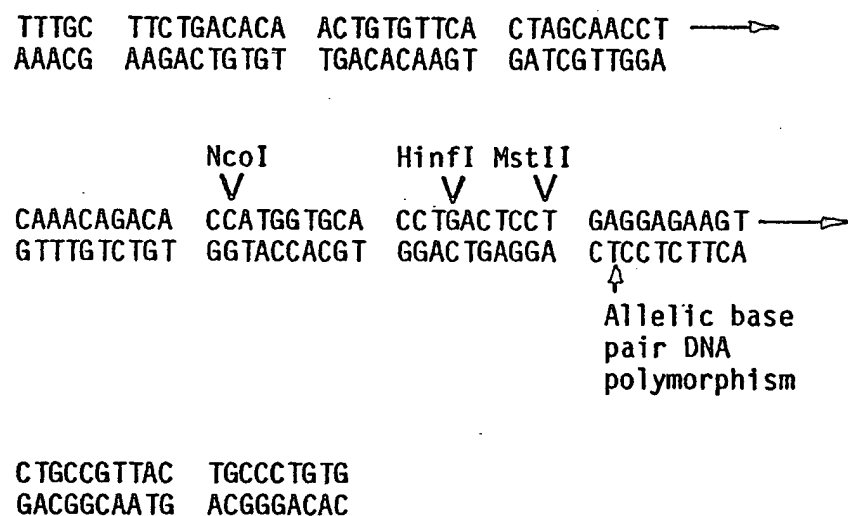 TTTGC TTCTGACACA ACTGTGTTCA CTAGCAACCT
AAACG AAGACTGTGT TGACACAAGT GATCGTTGGA
NcoI HinfI MstII
CAAACAGACA CCATGGTGCA CCTGACTCCT GAGGAGAAGT
GTTTGTCTGT GGTACCACGT GGACTGAGGA CTCCTCTTCA
Allelic base
pair DNA
polymorphism
CTGCCGTTAC TGCCCTGTG
GACGGCAATG ACGGGACAC